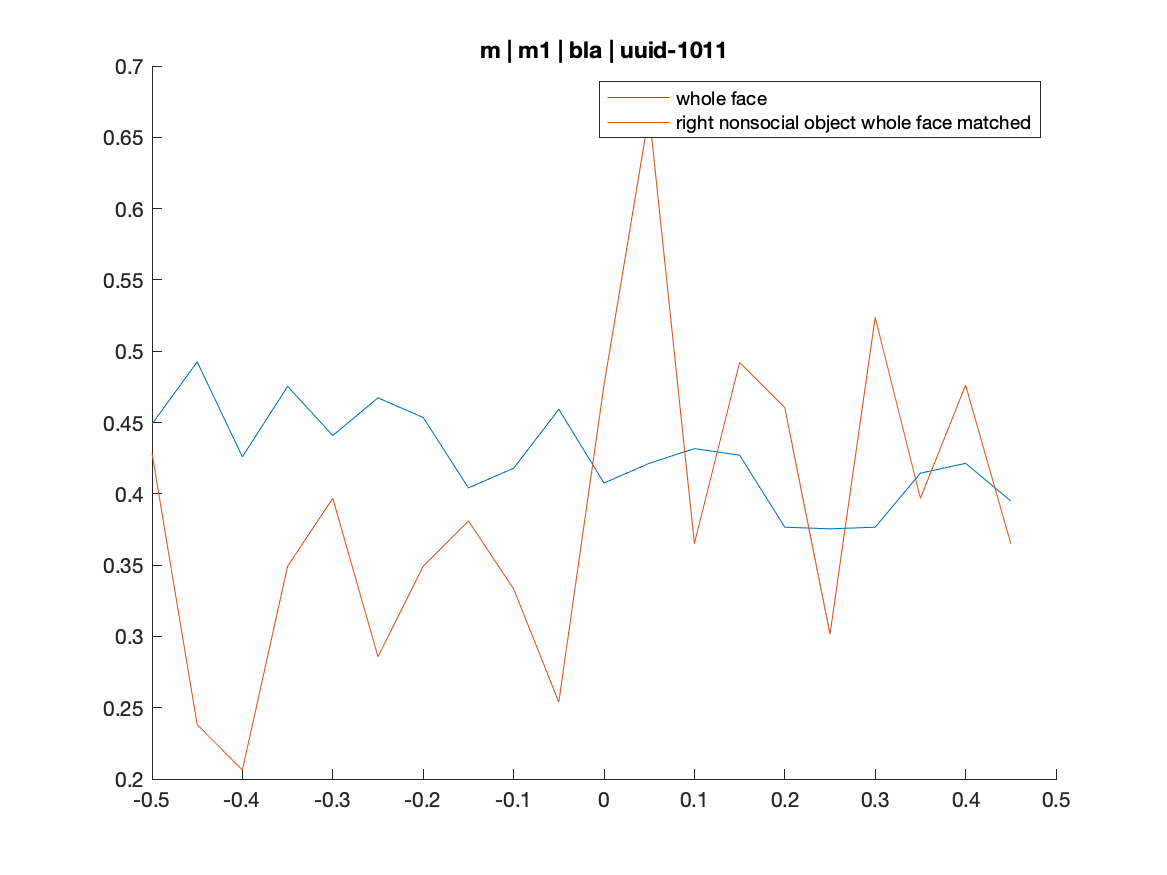 m | m1 | bla | uuid-1011
whole face
right nonsocial object whole face matched
0.7
0.65
0.6
0.55
0.5
0.45
0.4
0.35
0.3
0.25
0.2
-0.5 -0.4 -0.3 -0.2 -0.1 0 0.1 0.2 0.3 0.4 0.5